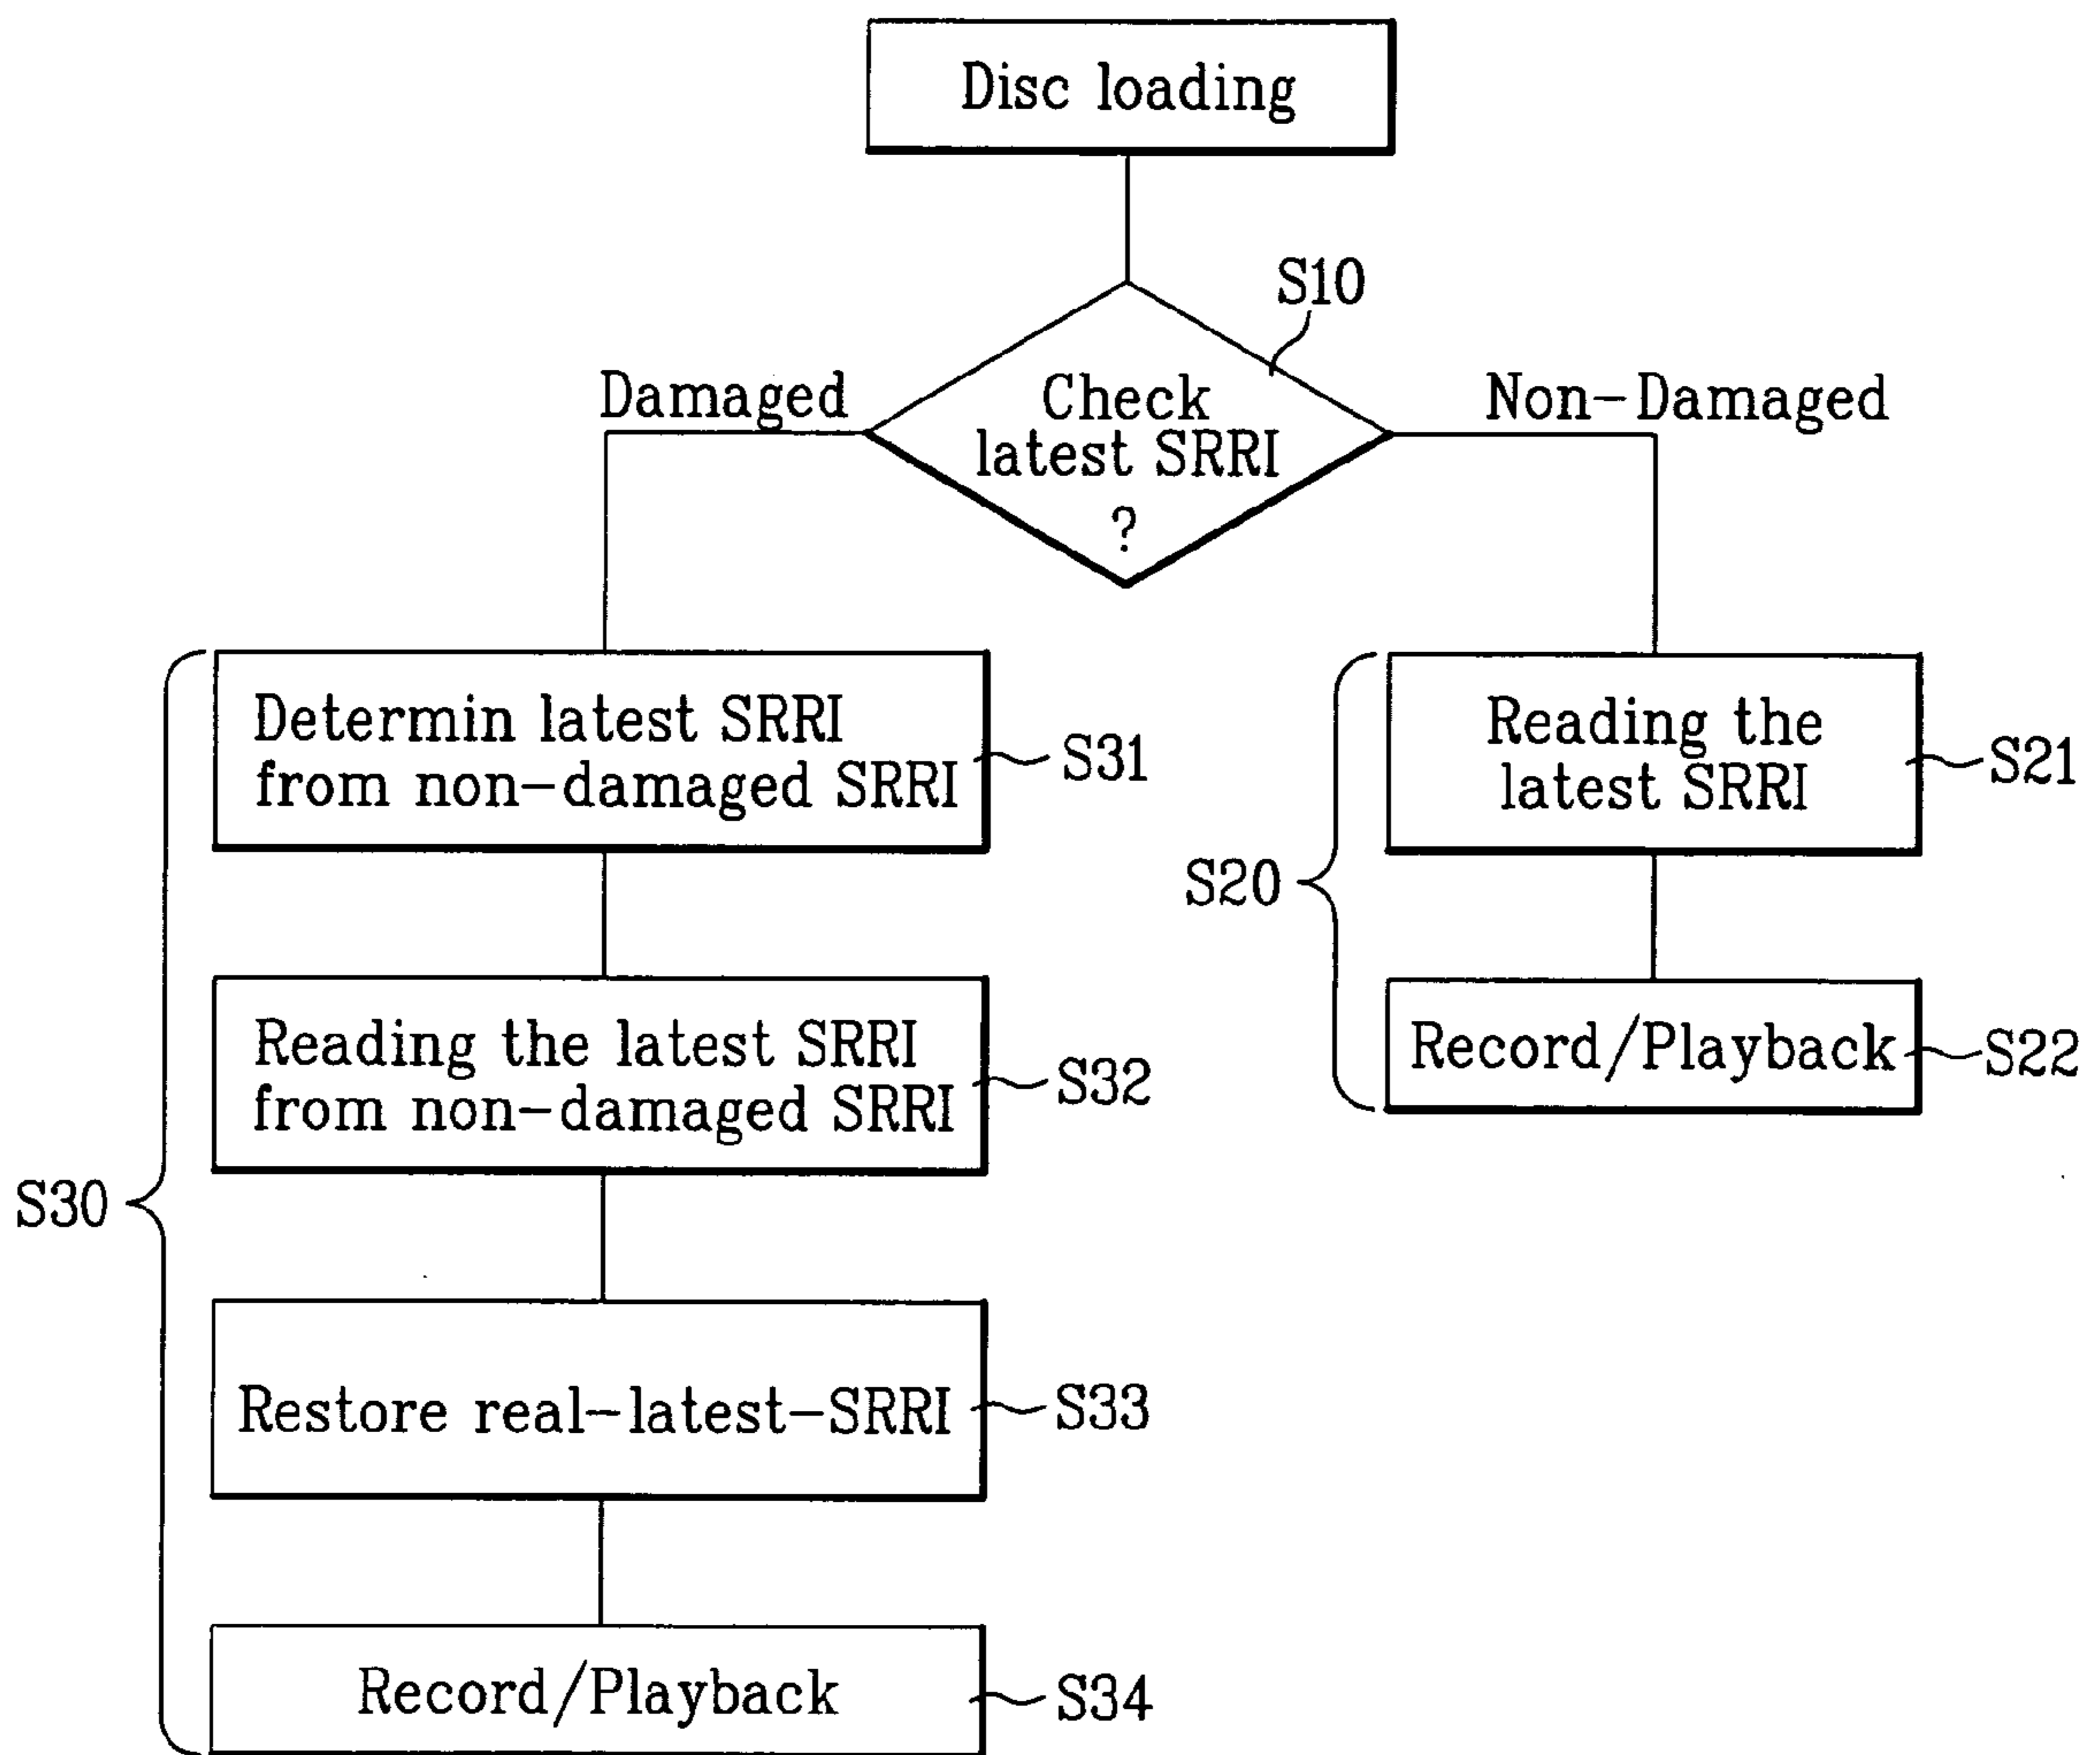 Disc loading
S10
Check
latest SRRI
?
Damaged
Non-Damaged
Determin latest SRRI
from non-damaged SRRI
S31
Reading the
latest SRRI
S21
S20
Reading the latest SRRI
from non-damaged SRRI
S32
Record/Playback
S22
S30
Restore real-latest-SRRI
S33
Record/Playback
S34